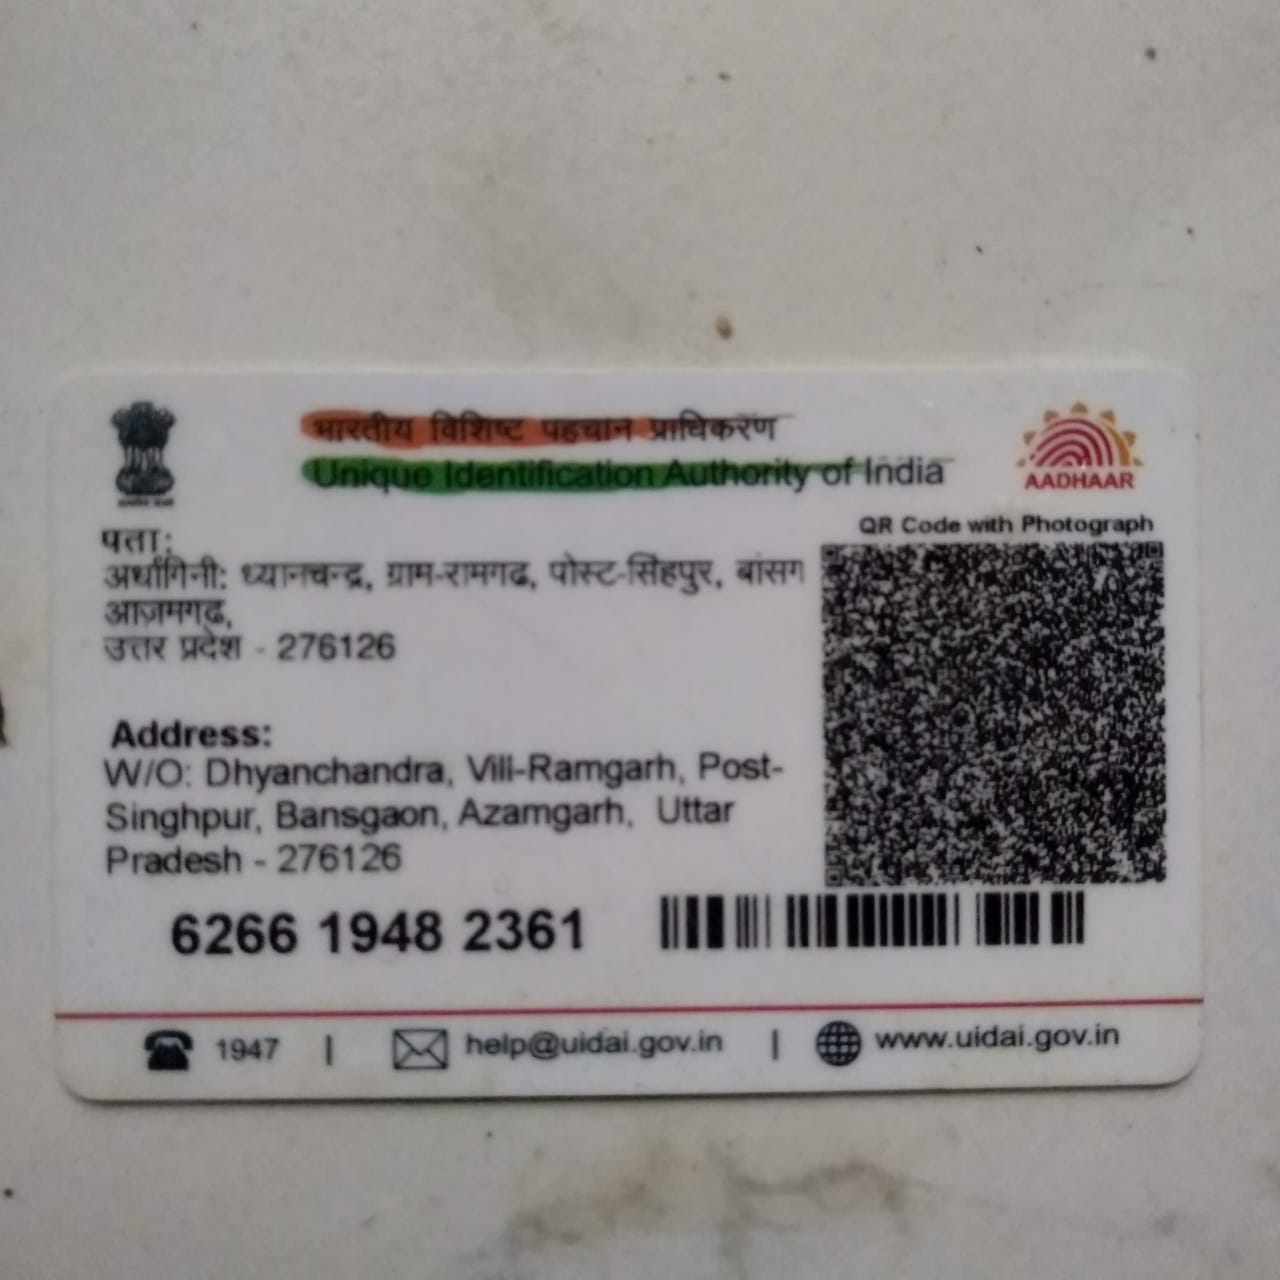 भारतीय विशिष्ट पहचान प्राधिकरण
Unique Identification Authority of India
AADHAAR
QR Code with Photograph
पता:
अर्धांगिनी: ध्यानचन्द्र, ग्राम-रामगढ, पोस्ट-सिंहपुर, बांसग
आज़मगढ़,
उत्तर प्रदेश - 276126
Address:
W/O: Dhyanchandra, Vill-Ramgarh, Post-
Singhpur, Bansgaon, Azamgarh, Uttar
Pradesh - 276126
6266 1948 2361
1947 | help@uidai.gov.in | www.uidai.gov.in